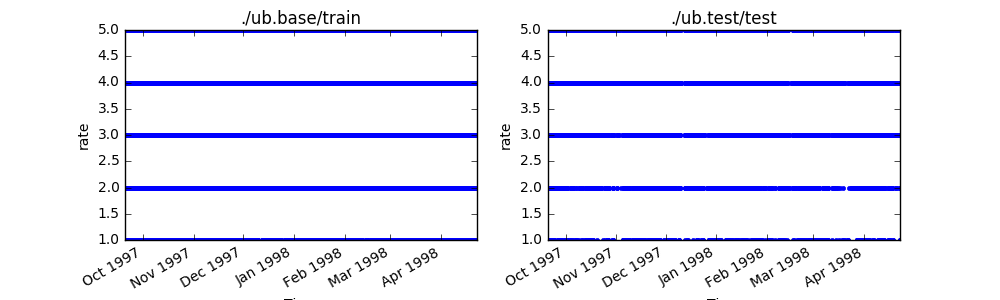 ./ub.base/train
5.0
4.5
4.0
3.5
3.0
2.5
2.0
1.5
1.0
rate
Oct 1997
Nov 1997
Dec 1997
Jan 1998
Feb 1998
Mar 1998
Apr 1998
./ub.test/test
5.0
4.5
4.0
3.5
3.0
2.5
2.0
1.5
1.0
rate
Oct 1997
Nov 1997
Dec 1997
Jan 1998
Feb 1998
Mar 1998
Apr 1998